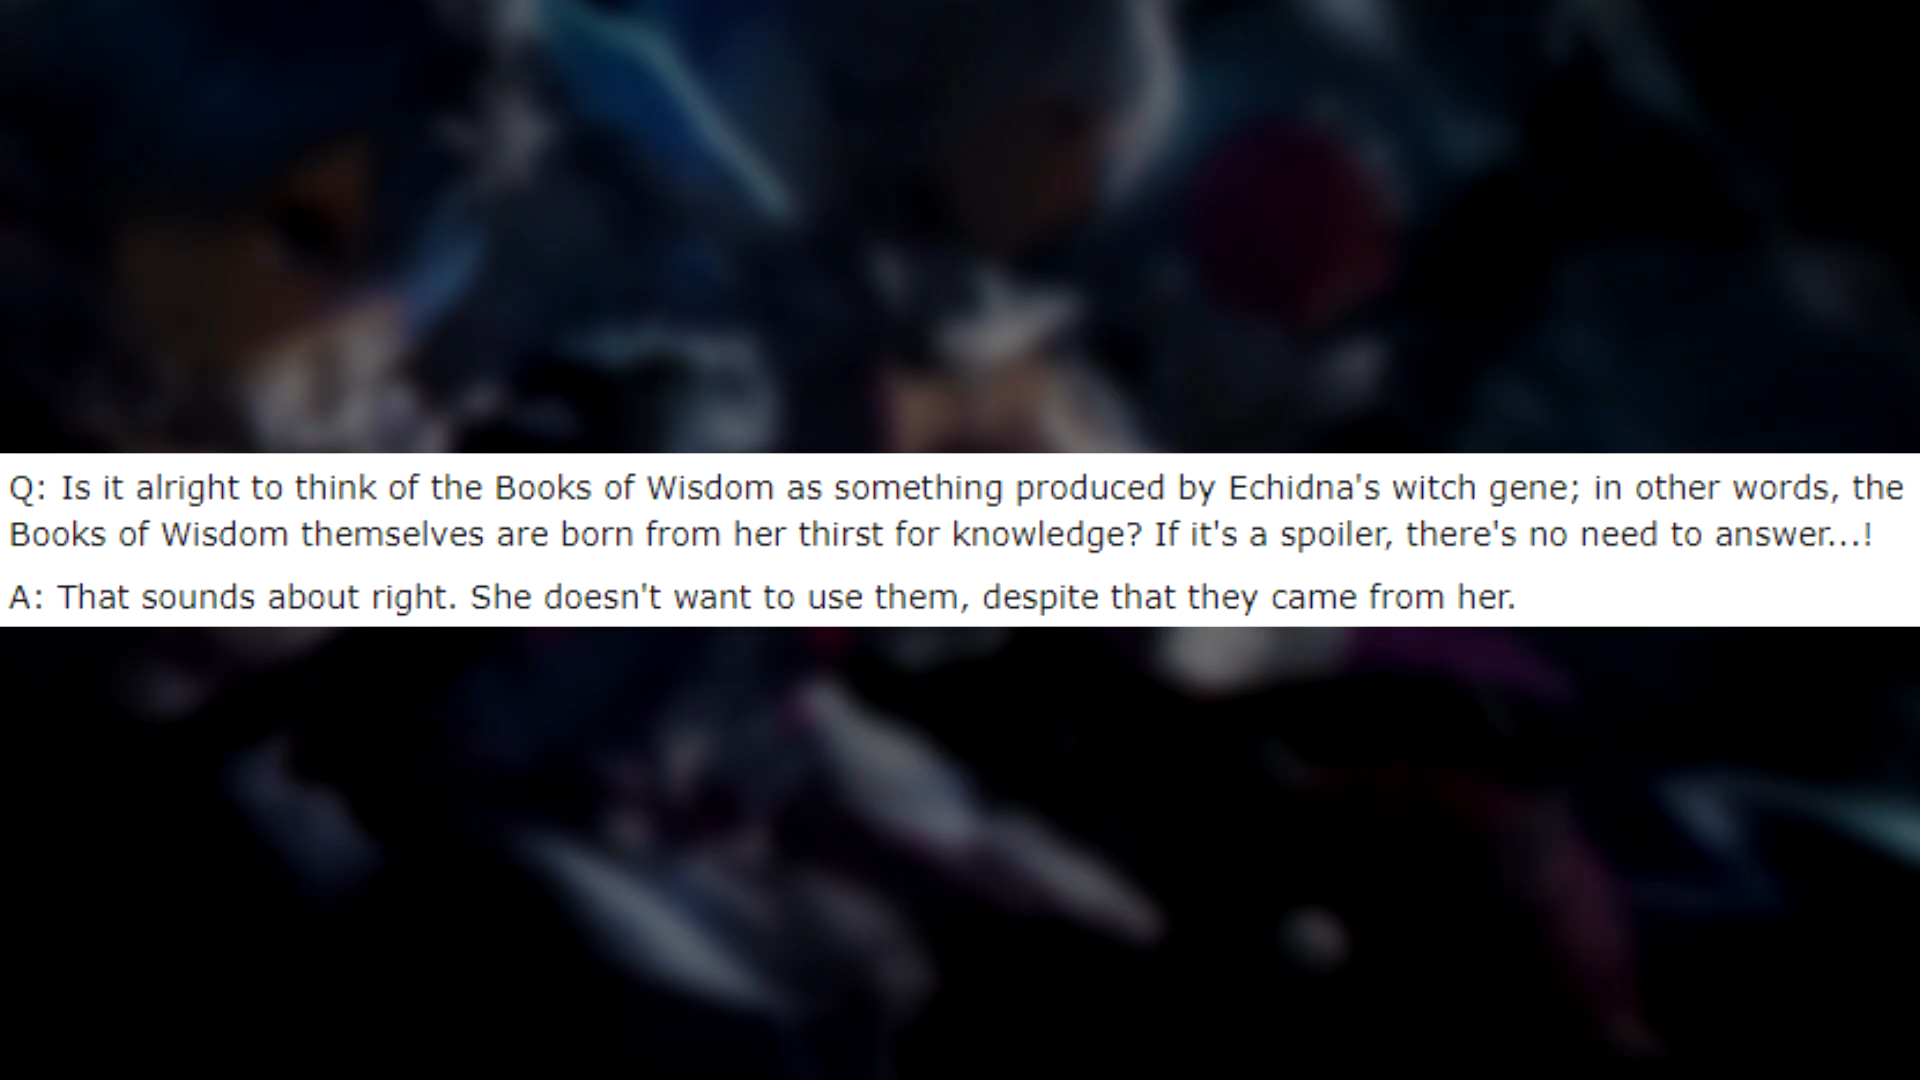 Q: Is it alright to think of the Books of Wisdom as something produced by Echidna's witch gene; in other words, the
Books of Wisdom themselves are born from her thirst for knowledge? If it's a spoiler, there's no need to answer...!
A: That sounds about right. She doesn't want to use them, despite that they came from her.